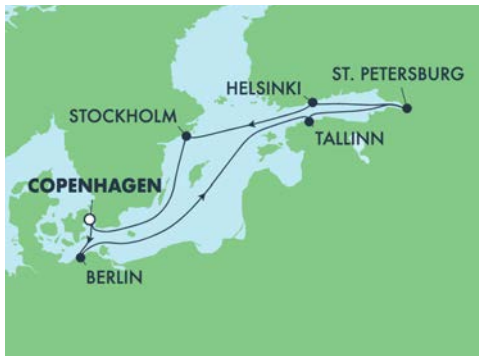 ST. PETERSBURG
HELSINKI
STOCKHOLM
TALLINN
COPENHAGEN
BERLIN